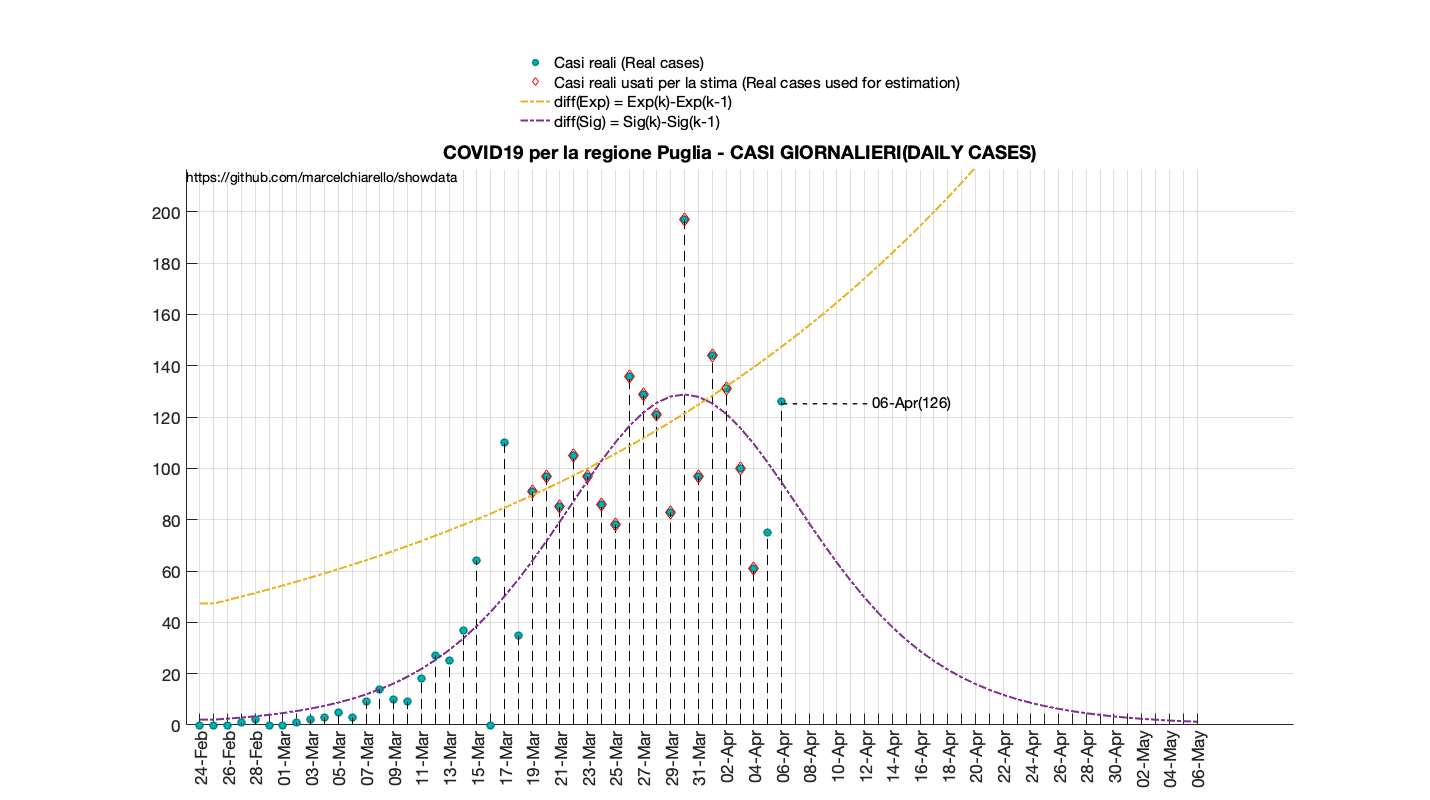 Casi reali (Real cases)
Casi reali usati per la stima (Real cases used for estimation)
diff(Exp) = Exp(k)-Exp(k-1)
diff(Sig) = Sig(k)-Sig(k-1)
COVID19 per la regione Puglia - CASI GIORNALIERI(DAILY CASES)
https://github.com/marcelchiarello/showdata
200
180
160
140
120
100
80
60
40
20
0
06-Apr(126)
24-Feb
26-Feb
28-Feb
01-Mar
03-Mar
05-Mar
07-Mar
09-Mar
11-Mar
13-Mar
15-Mar
17-Mar
19-Mar
21-Mar
23-Mar
25-Mar
27-Mar
29-Mar
31-Mar
02-Apr
04-Apr
06-Apr
08-Apr
10-Apr
12-Apr
14-Apr
16-Apr
18-Apr
20-Apr
22-Apr
24-Apr
26-Apr
28-Apr
30-Apr
02-May
04-May
06-May